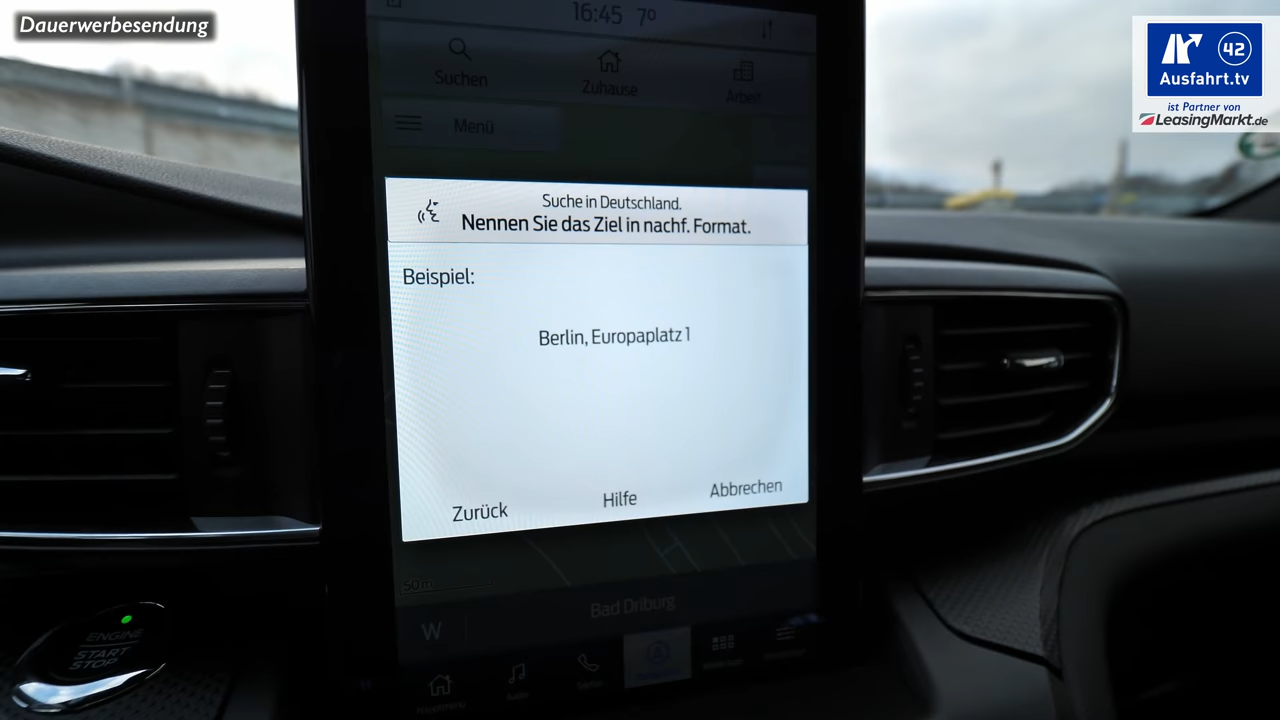 Dauerwerbesendung
42
Ausfahrt.tv
ist Partner von
LeasingMarkt.de
16:45 7°
Suchen
Zuhause
Arbeit
Menü
Suche in Deutschland.
Nennen Sie das Ziel in nachf. Format.
Beispiel:
Berlin, Europaplatz 1
Zurück
Hilfe
Abbrechen
50m
Bad Driburg
W
ENGINE
START
STOP